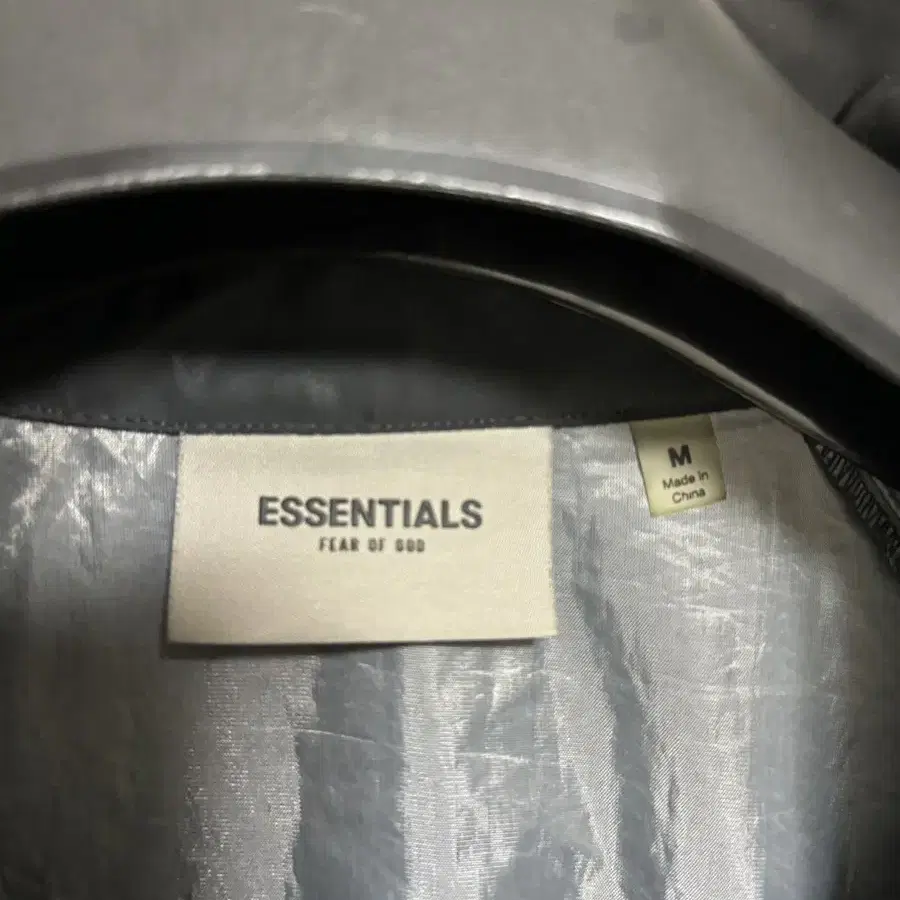 ESSENTIALS
FEAR OF GOD
M
Made in
China